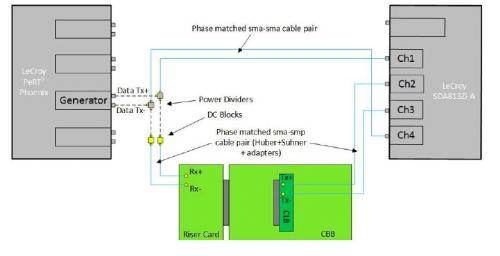 Phase matched sma-sma cable pair
LeCroy
PeRT³
Phoenix
Generator
Data Tx+
Data Tx-
Power Dividers
DC Blocks
Phase matched sma-smp
cable pair (Huber+Suhner
+ adapters)
Ch1
Ch2
Ch3
Ch4
LeCroy
SDA813Zi-A
Rx+
Rx-
Riser Card
Tx+
Tx-
CLB
CBB